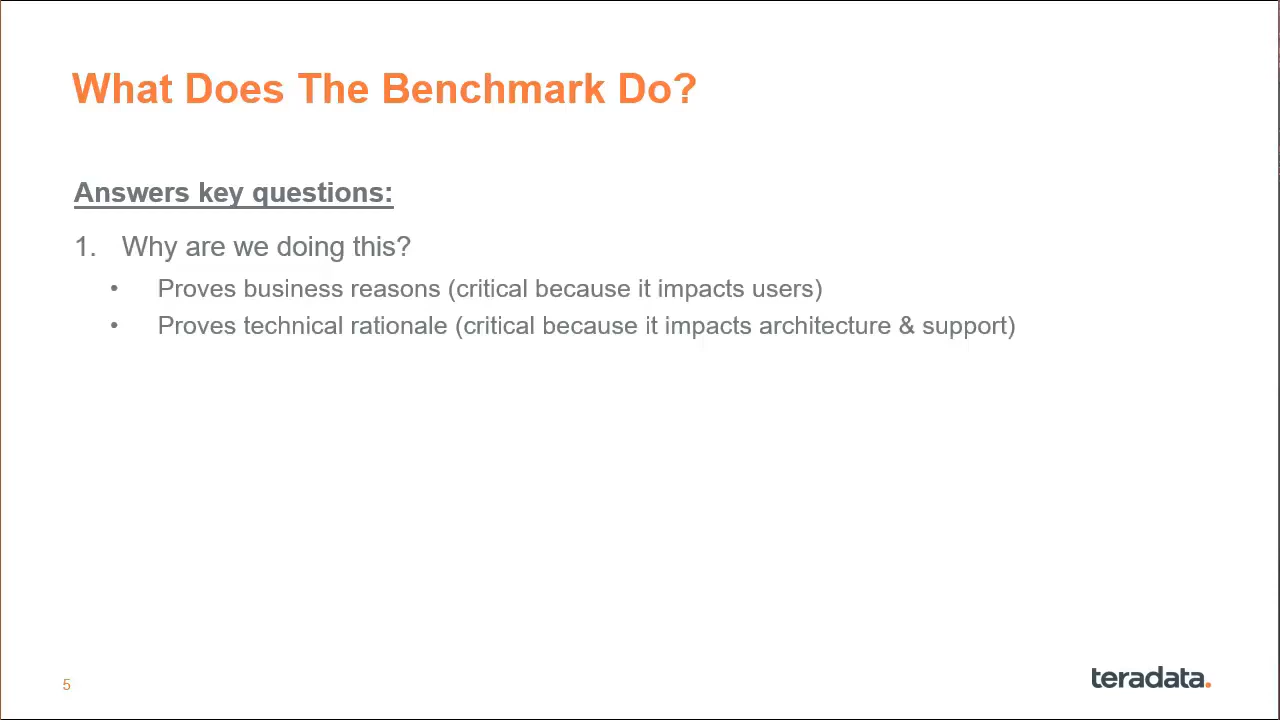 What Does The Benchmark Do?
Answers key questions:
1. Why are we doing this?
• Proves business reasons (critical because it impacts users)
• Proves technical rationale (critical because it impacts architecture & support)
5
teradata.